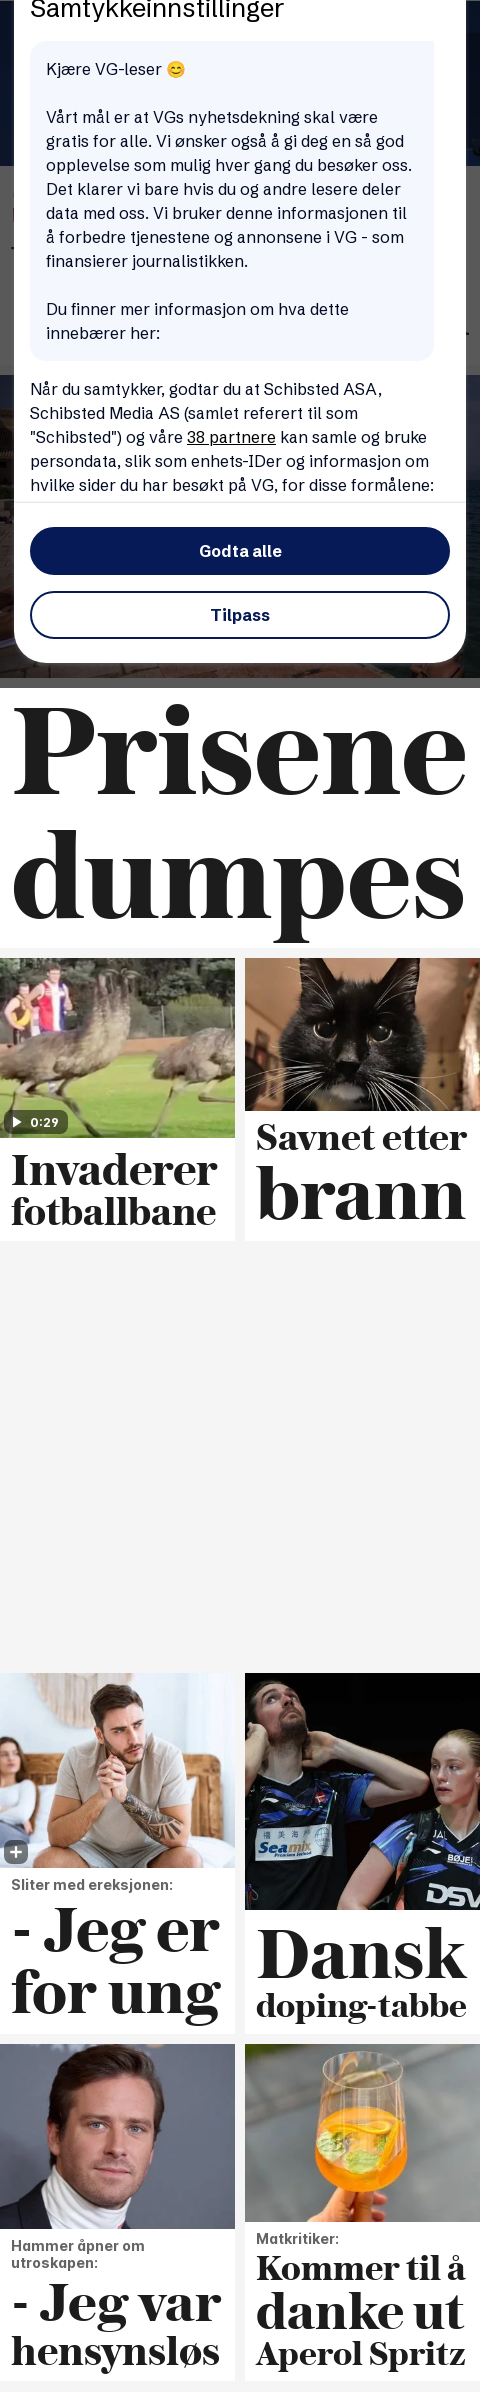 Samtykkeinnstillinger
Kjære VG-leser 😊
Vårt mål er at VGs nyhetsdekning skal være
gratis for alle. Vi ønsker også å gi deg en så god
opplevelse som mulig hver gang du besøker oss.
Det klarer vi bare hvis du og andre lesere deler
data med oss. Vi bruker denne informasjonen til
å forbedre tjenestene og annonsene i VG - som
finansierer journalistikken.
Du finner mer informasjon om hva dette
innebærer her:
Når du samtykker, godtar du at Schibsted ASA,
Schibsted Media AS (samlet referert til som
"Schibsted") og våre 38 partnere kan samle og bruke
persondata, slik som enhets-IDer og informasjon om
hvilke sider du har besøkt på VG, for disse formålene:
Godta alle
Tilpass
Prisene
dumpes
0:29
Invaderer
fotballbane
Savnet etter
brann
Sliter med ereksjonen:
- Jeg er
for ung
Seamix
BØJEL
DSV
Dansk
doping-tabbe
Hammer åpner om
utroskapen:
- Jeg var
hensynsløs
Matkritiker:
Kommer til å
danke ut
Aperol Spritz